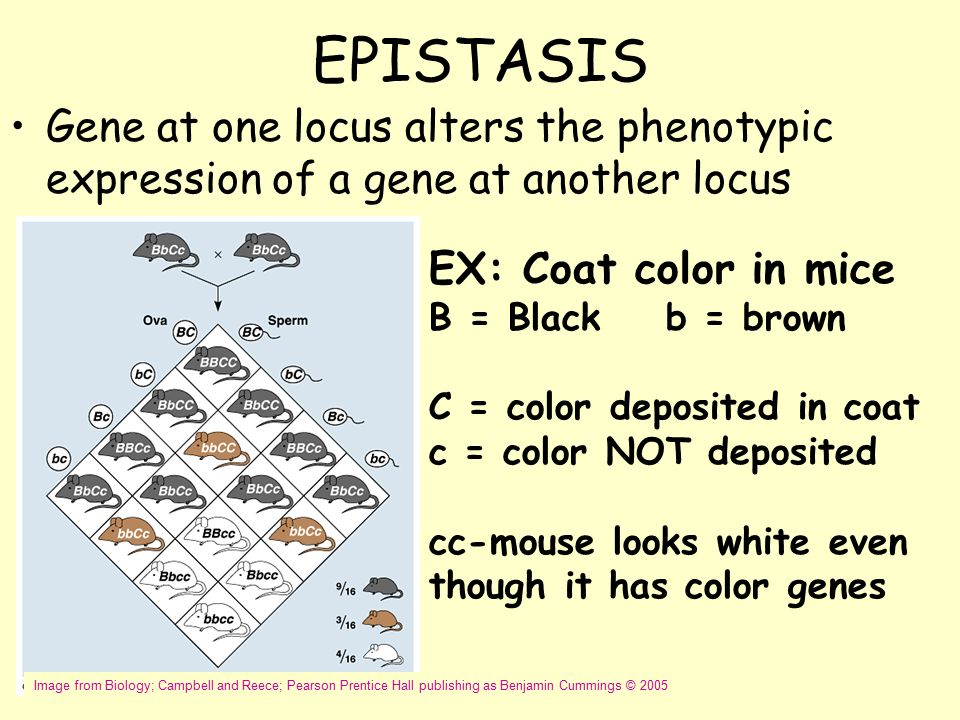 EPISTASIS
• Gene at one locus alters the phenotypic
expression of a gene at another locus
BbCc × BbCc
Ova Sperm
BC BC
BBCC
bC bC
BbCC BbCC
Bc Bc
BBCc bbCC BBCc
bc bc
BbCc BbCc BbCc BbCc
bbCc BBcc bbCc
Bbcc Bbcc
bbcc
9/16
3/16
4/16
EX: Coat color in mice
B = Black b = brown
C = color deposited in coat
c = color NOT deposited
cc-mouse looks white even
though it has color genes
Image from Biology; Campbell and Reece; Pearson Prentice Hall publishing as Benjamin Cummings © 2005